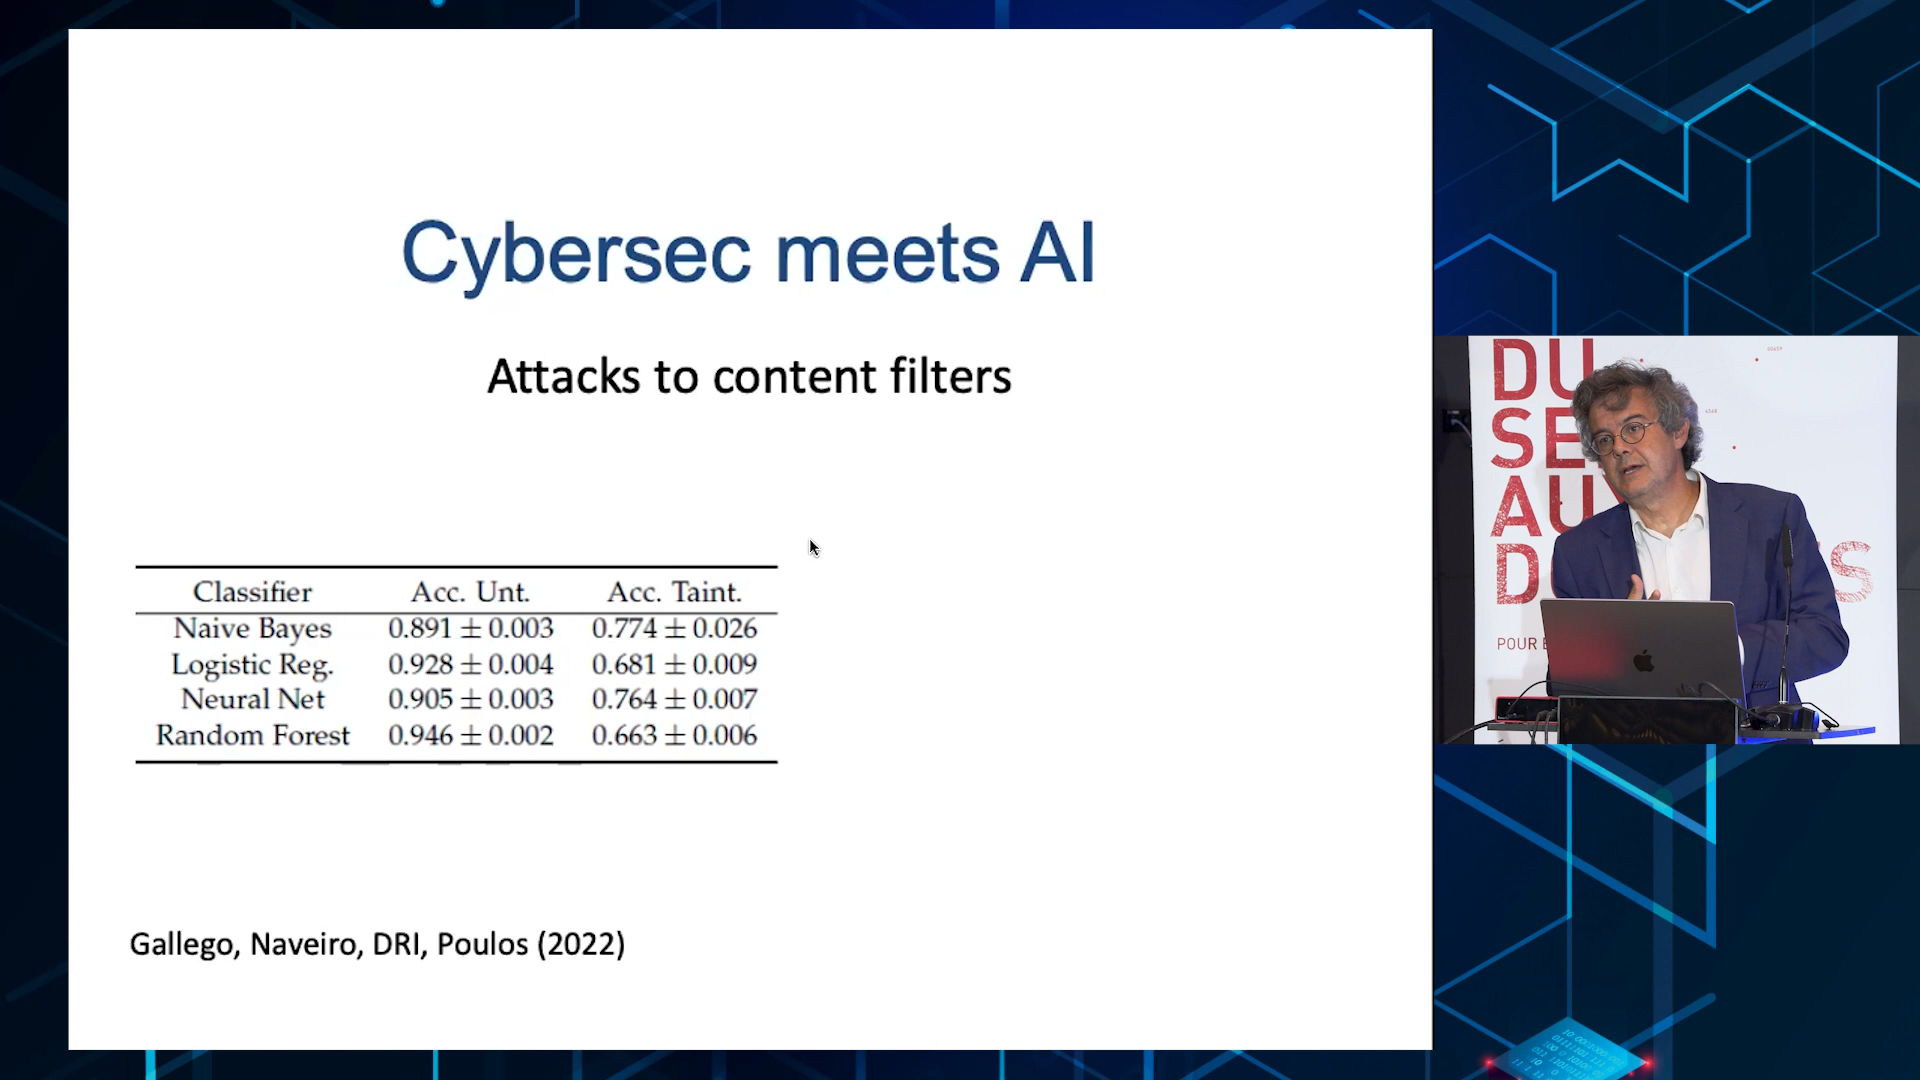 Cybersec meets AI
Attacks to content filters
Classifier Acc. Unt. Acc. Taint.
Naive Bayes 0.891 ± 0.003 0.774 ± 0.026
Logistic Reg. 0.928 ± 0.004 0.681 ± 0.009
Neural Net 0.905 ± 0.003 0.764 ± 0.007
Random Forest 0.946 ± 0.002 0.663 ± 0.006
Gallego, Naveiro, DRI, Poulos (2022)
DU
SE
AU
D S
POUR